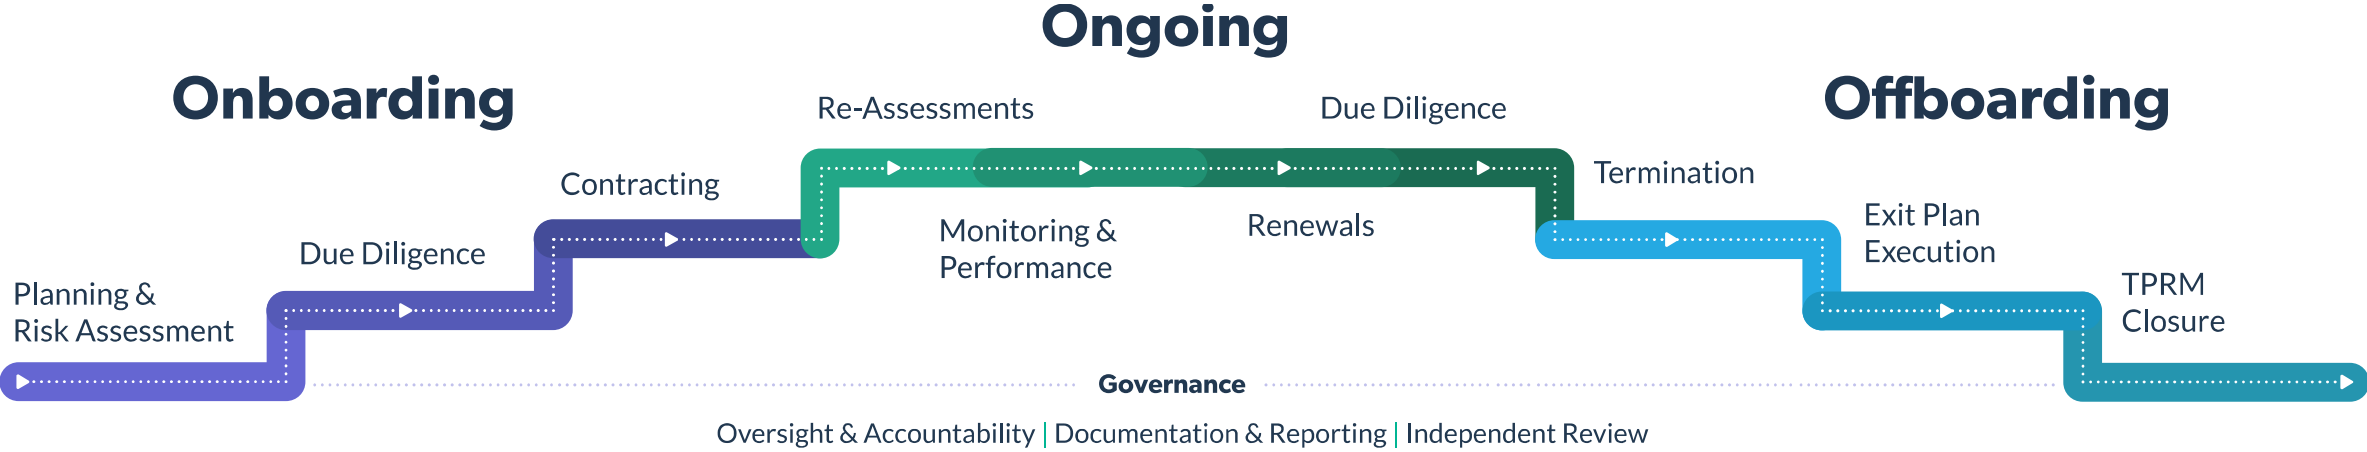 Ongoing
Onboarding
Offboarding
Re-Assessments
Due Diligence
Contracting
Termination
Due Diligence
Monitoring &
Performance
Renewals
Exit Plan
Execution
Planning &
Risk Assessment
TPRM
Closure
Governance
Oversight & Accountability | Documentation & Reporting | Independent Review